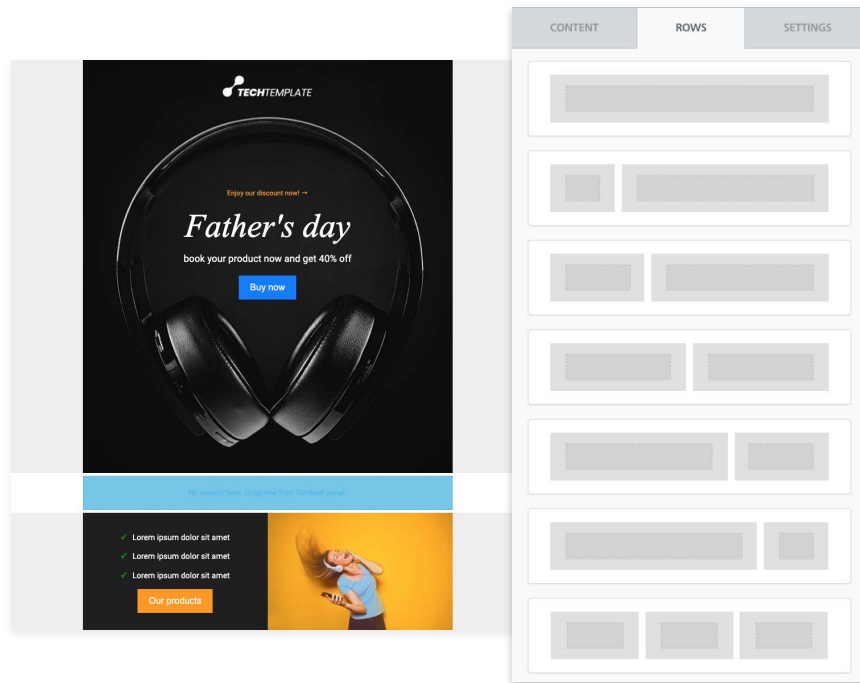 CONTENT
ROWS
SETTINGS
TECHTEMPLATE
Enjoy our discount now! →
Father's day
book your product now and get 40% off
Buy now
No content here. Drag new from 'Content' panel.
✓ Lorem ipsum dolor sit amet
✓ Lorem ipsum dolor sit amet
✓ Lorem ipsum dolor sit amet
Our products